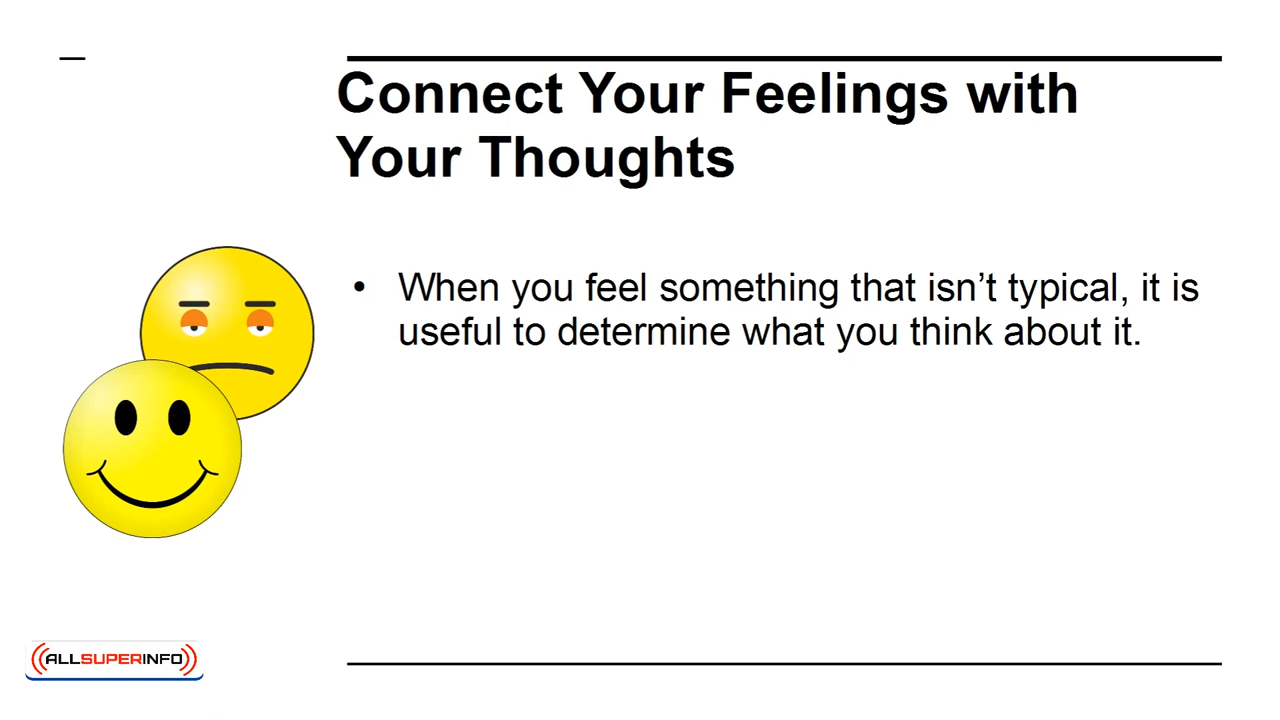 Connect Your Feelings with
Your Thoughts
• When you feel something that isn’t typical, it is
useful to determine what you think about it.
ALLSUPERINFO